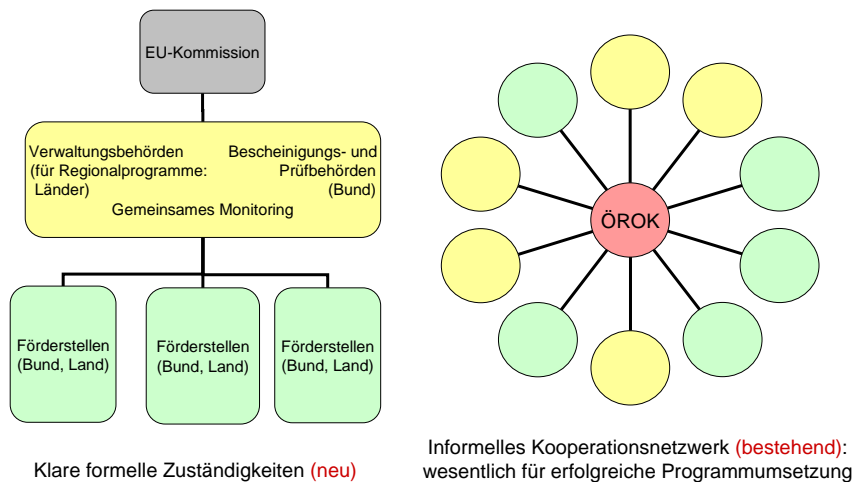 EU-Kommission
Verwaltungsbehörden
(für Regionalprogramme:
Länder)
Bescheinigungs- und
Prüfbehörden
(Bund)
Gemeinsames Monitoring
Förderstellen
(Bund, Land)
Förderstellen
(Bund, Land)
Förderstellen
(Bund, Land)
Klare formelle Zuständigkeiten (neu)
ÖROK
Informelles Kooperationsnetzwerk (bestehend):
wesentlich für erfolgreiche Programmumsetzung